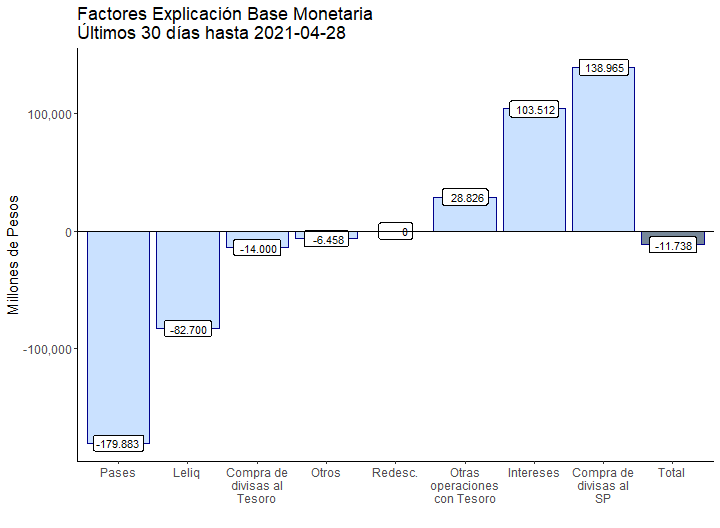 Factores Explicación Base Monetaria
Últimos 30 días hasta 2021-04-28
Millones de Pesos
100,000
0
-100,000
-179.883
-82.700
-14.000
-6.458
0
28.826
103.512
138.965
-11.738
Pases
Leliq
Compra de
divisas al
Tesoro
Otros
Redesc.
Otras
operaciones
con Tesoro
Intereses
Compra de
divisas al
SP
Total